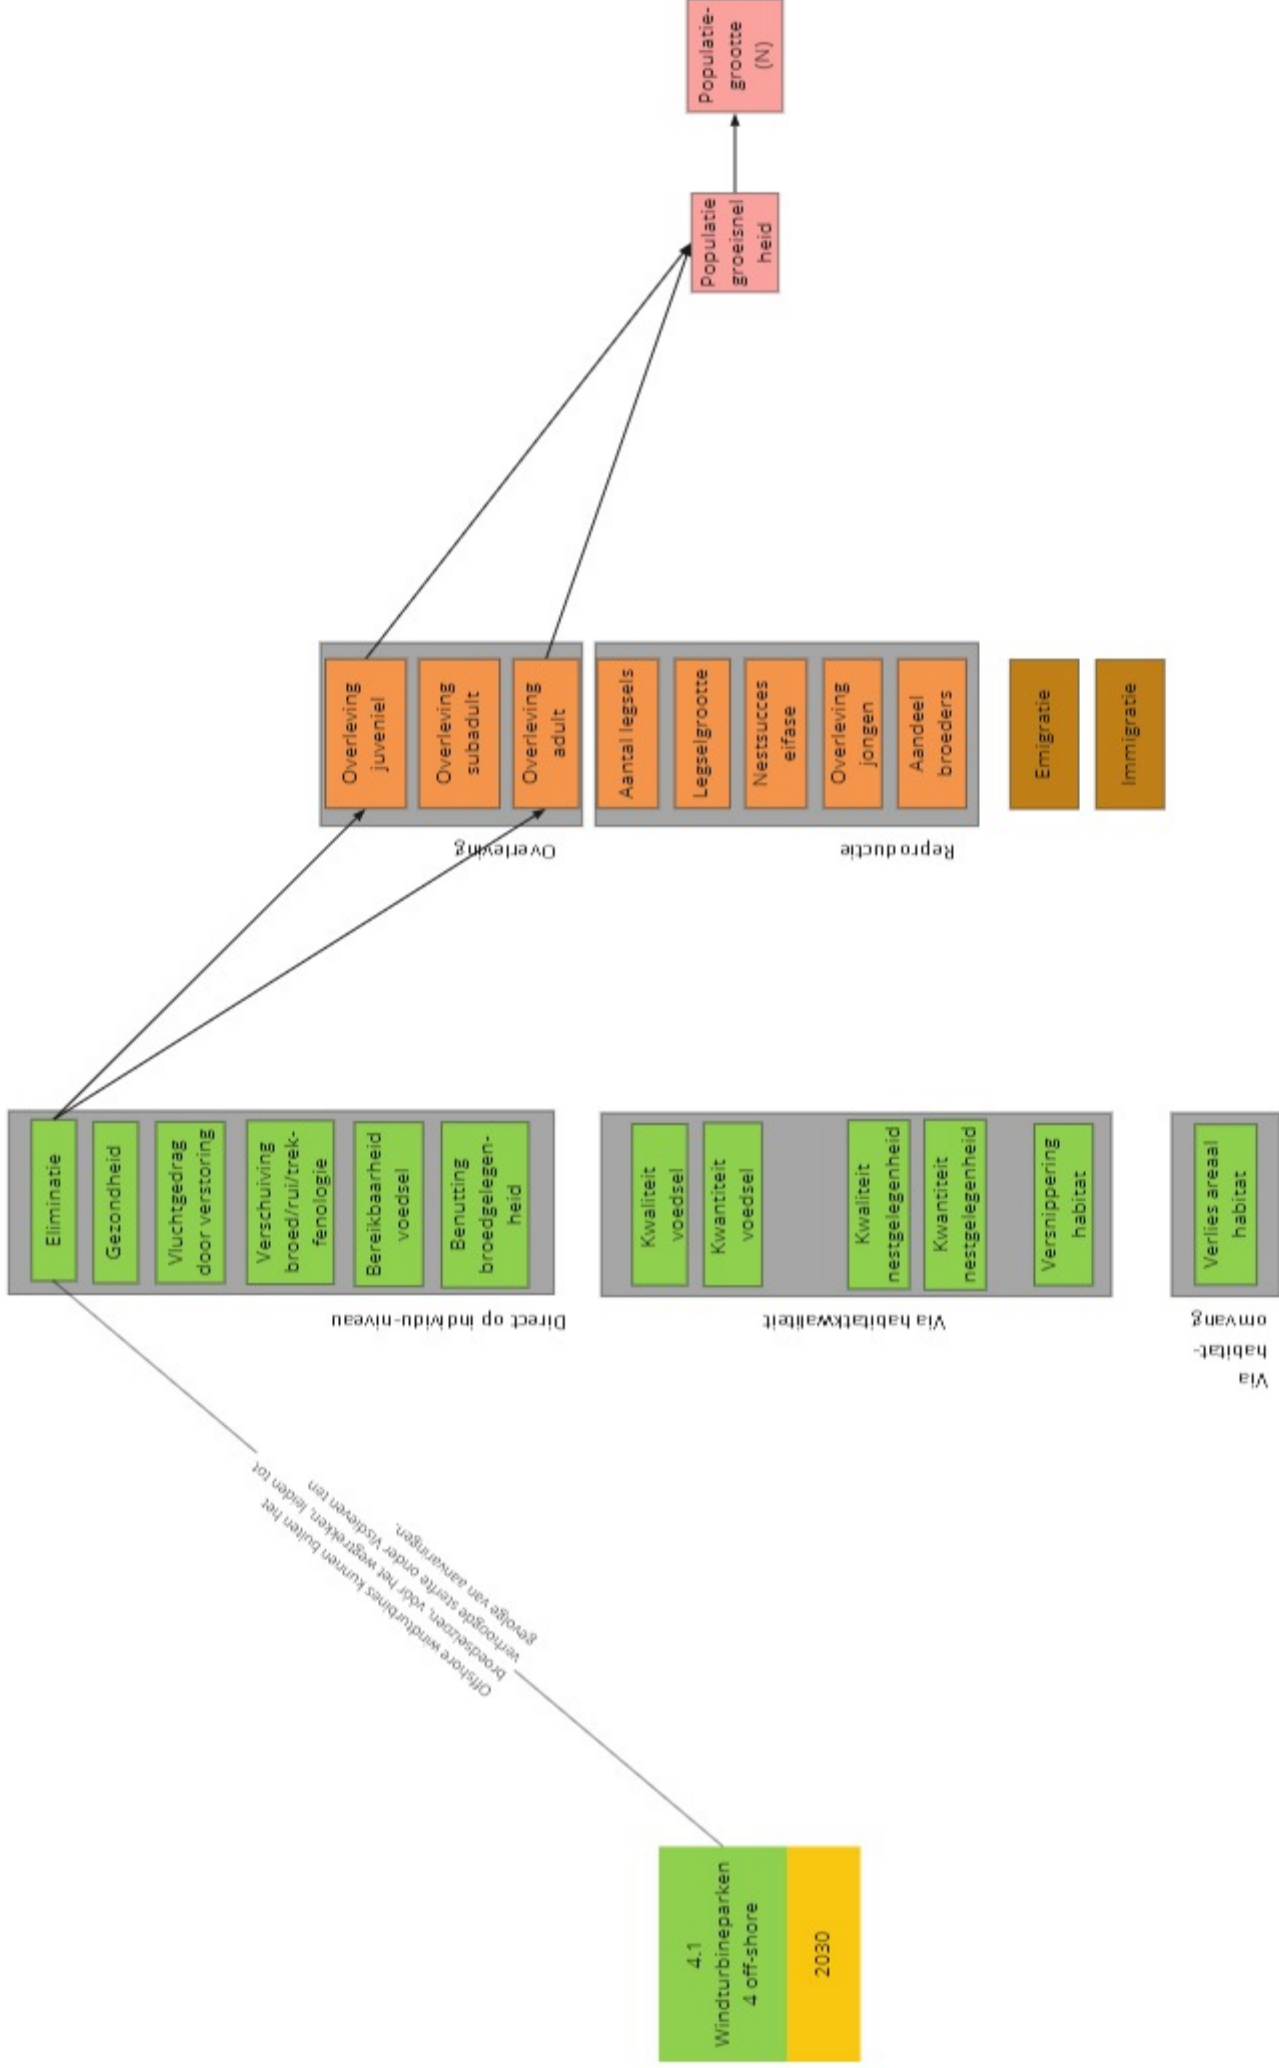 4.1
Windturbineparken
4 off-shore
2030
Offshore windturbines kunnen buiten het
broedseizoen, vóór het wegtrekken, leiden tot
verhoogde sterfte onder Visdieven ten
gevolge van aanvaringen.
Direct op individu-niveau
Eliminatie
Gezondheid
Vluchtgedrag
door verstoring
Verschuiving
broed/rui/trek-
fenologie
Bereikbaarheid
voedsel
Benutting
broedgelegen-
heid
Via habitatkwaliteit
Kwaliteit
voedsel
Kwantiteit
voedsel
Kwaliteit
nestgelegenheid
Kwantiteit
nestgelegenheid
Versnippering
habitat
Via
habitat-
omvang
Verlies areaal
habitat
Overleving
Overleving
juveniel
Overleving
subadult
Overleving
adult
Reproductie
Aantal legsels
Legselgrootte
Nestsucces
eifase
Overleving
jongen
Aandeel
broeders
Emigratie
Immigratie
Populatie
groeisnel
heid
Populatie-
grootte
(N)